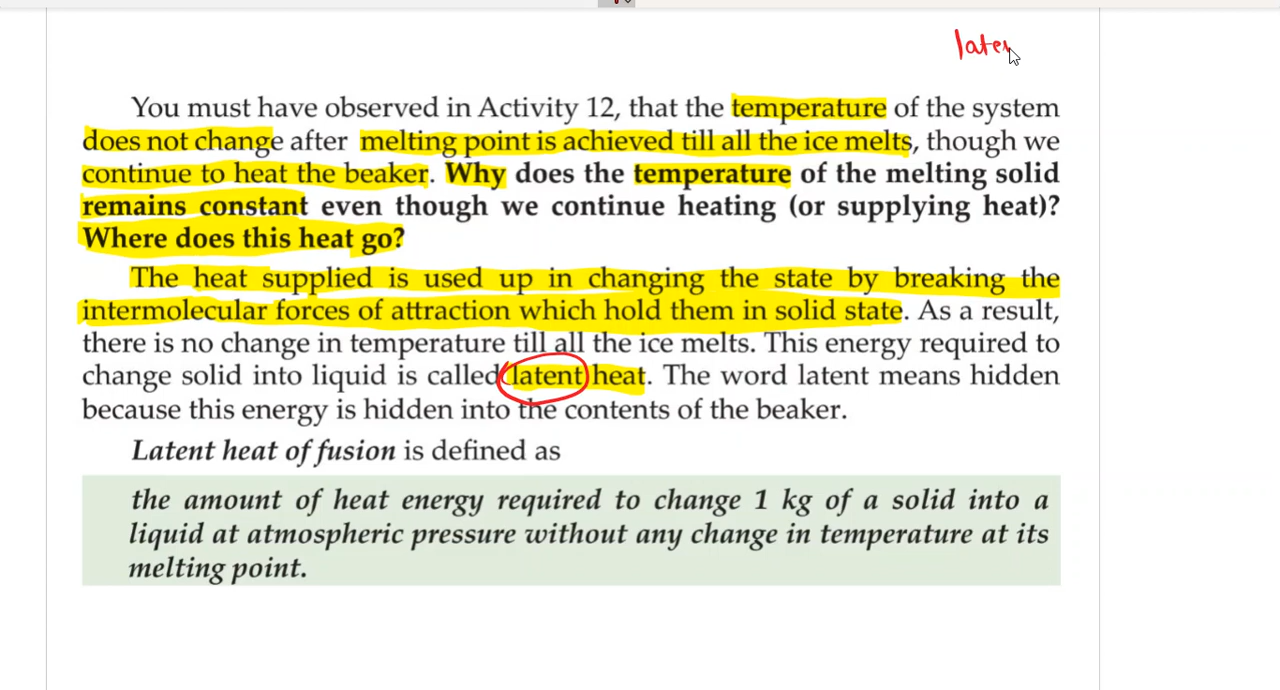 later
You must have observed in Activity 12, that the temperature of the system
does not change after melting point is achieved till all the ice melts, though we
continue to heat the beaker. Why does the temperature of the melting solid
remains constant even though we continue heating (or supplying heat)?
Where does this heat go?
The heat supplied is used up in changing the state by breaking the
intermolecular forces of attraction which hold them in solid state. As a result,
there is no change in temperature till all the ice melts. This energy required to
change solid into liquid is called latent heat. The word latent means hidden
because this energy is hidden into the contents of the beaker.
Latent heat of fusion is defined as
the amount of heat energy required to change 1 kg of a solid into a
liquid at atmospheric pressure without any change in temperature at its
melting point.